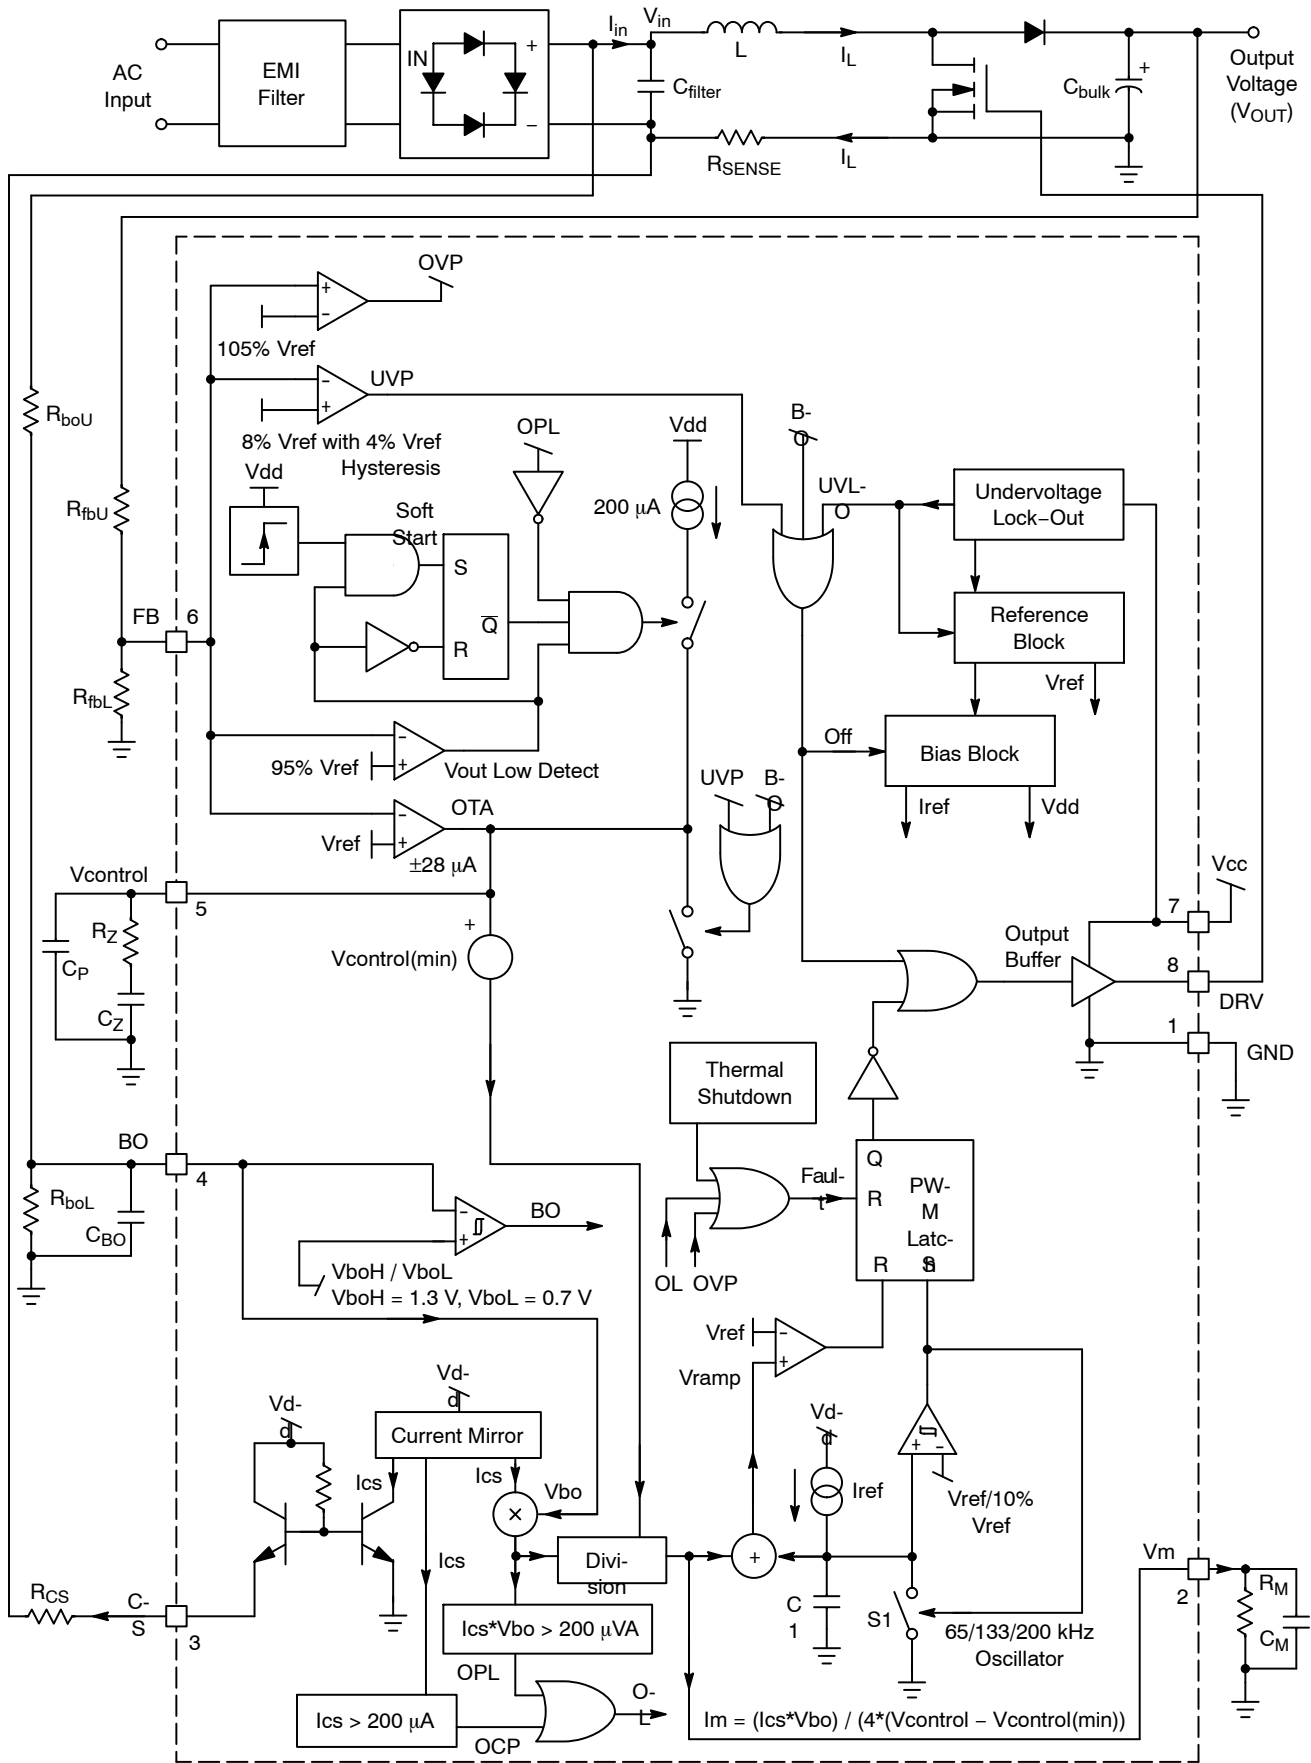 AC
Input
EMI
Filter
IN
+
−
Iin
Vin
Cfilter
L
IL
RSENSE
IL
Cbulk
+
Output
Voltage
(VOUT)
OVP
+
−
105% Vref
RboU
−
+
UVP
8% Vref with 4% Vref
Hysteresis
OPL
Vdd
B-
O
Vdd
Soft
Start
200 µA
UVL-
O
Undervoltage
Lock−Out
RfbU
S
Q
R
Reference
Block
Vref
FB
6
RfbL
−
+
95% Vref
Vout Low Detect
Off
Bias Block
Iref
Vdd
UVP
B-
O
−
+
OTA
Vref
±28 µA
Vcontrol
5
RZ
CP
CZ
+
Vcontrol(min)
Vcc
7
Output
Buffer
8
DRV
1
GND
Thermal
Shutdown
BO
4
RboL
CBO
−
+
BO
VboH / VboL
VboH = 1.3 V, VboL = 0.7 V
Faul-
t
OL
OVP
Q
R
PW-
M
Latc-
h
R
S
Vref
−
+
Vramp
Vd-
d
Vd-
d
Current Mirror
Ics
Ics
Vbo
×
Ics
Vd-
d
Iref
+
−
Vref/10%
Vref
Divi-
sion
+
C
1
S1
65/133/200 kHz
Oscillator
Vm
2
RM
CM
RCS
C-
S
3
Ics*Vbo > 200 µVA
OPL
Ics > 200 µA
OCP
O-
L
Im = (Ics*Vbo) / (4*(Vcontrol − Vcontrol(min))